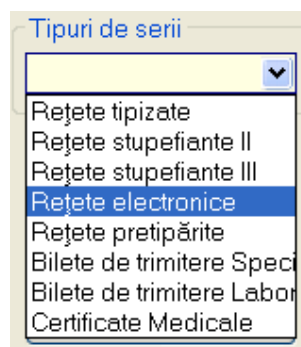 Tipuri de serii
Reţete tipizate
Reţete stupefiante II
Reţete stupefiante III
Reţete electronice
Reţete pretipărite
Bilete de trimitere Speci
Bilete de trimitere Labor
Certificate Medicale